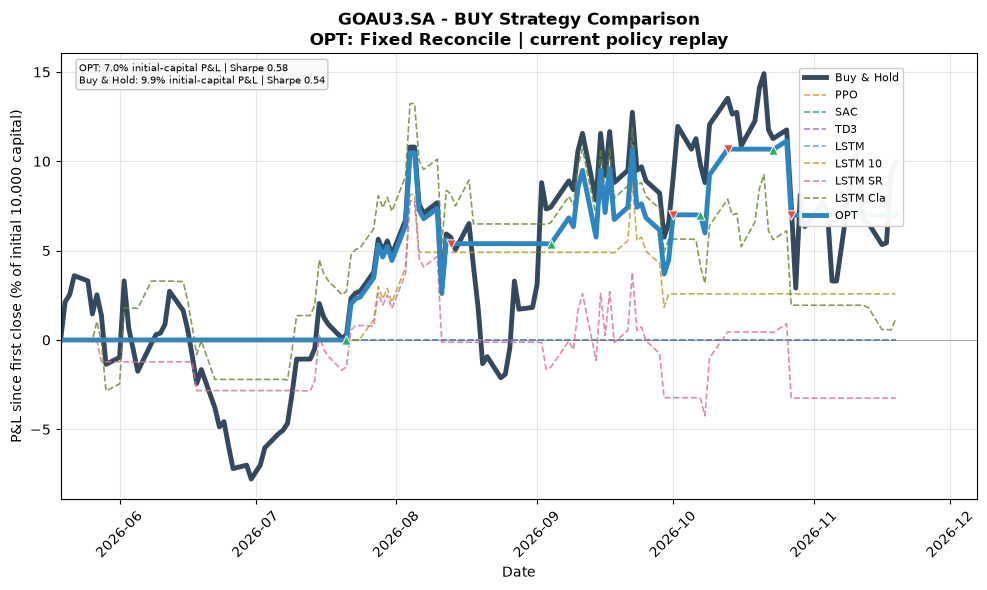 GOAU3.SA - BUY Strategy Comparison
OPT: Fixed Reconcile | current policy replay
OPT: 7.0% initial-capital P&L | Sharpe 0.58
Buy & Hold: 9.9% initial-capital P&L | Sharpe 0.54
Buy & Hold
PPO
SAC
TD3
LSTM
LSTM 10
LSTM SR
LSTM Cla
OPT
P&L since first close (% of initial 10,000 capital)
15
10
5
0
−5
2026-06
2026-07
2026-08
2026-09
2026-10
2026-11
2026-12
Date